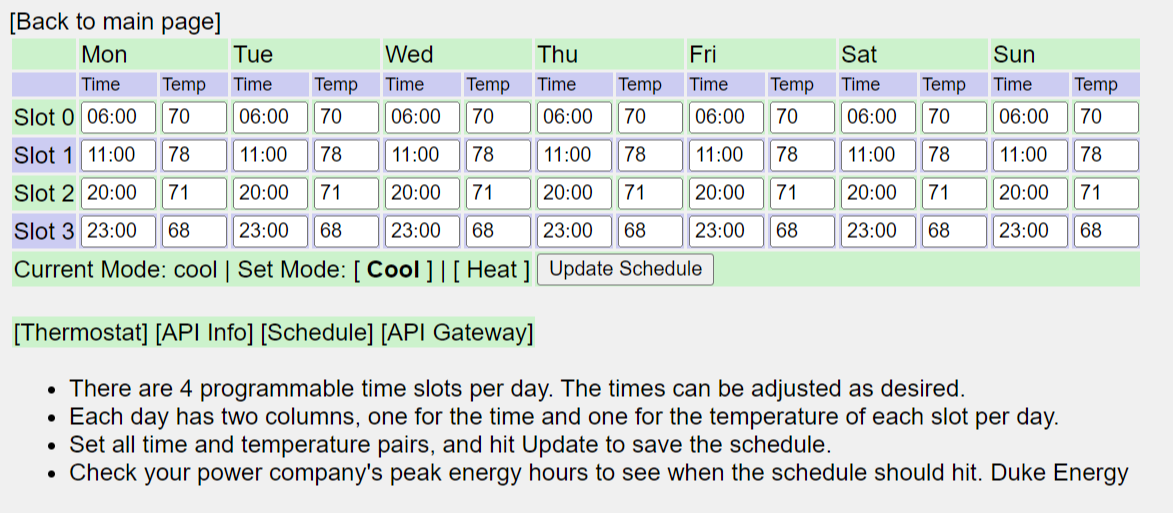 [Back to main page]
Mon Tue Wed Thu Fri Sat Sun
Time Temp Time Temp Time Temp Time Temp Time Temp Time Temp Time Temp
Slot 0 06:00 70 06:00 70 06:00 70 06:00 70 06:00 70 06:00 70 06:00 70
Slot 1 11:00 78 11:00 78 11:00 78 11:00 78 11:00 78 11:00 78 11:00 78
Slot 2 20:00 71 20:00 71 20:00 71 20:00 71 20:00 71 20:00 71 20:00 71
Slot 3 23:00 68 23:00 68 23:00 68 23:00 68 23:00 68 23:00 68 23:00 68
Current Mode: cool | Set Mode: [ Cool ] | [ Heat ] Update Schedule
[Thermostat] [API Info] [Schedule] [API Gateway]
• There are 4 programmable time slots per day. The times can be adjusted as desired.
• Each day has two columns, one for the time and one for the temperature of each slot per day.
• Set all time and temperature pairs, and hit Update to save the schedule.
• Check your power company's peak energy hours to see when the schedule should hit. Duke Energy